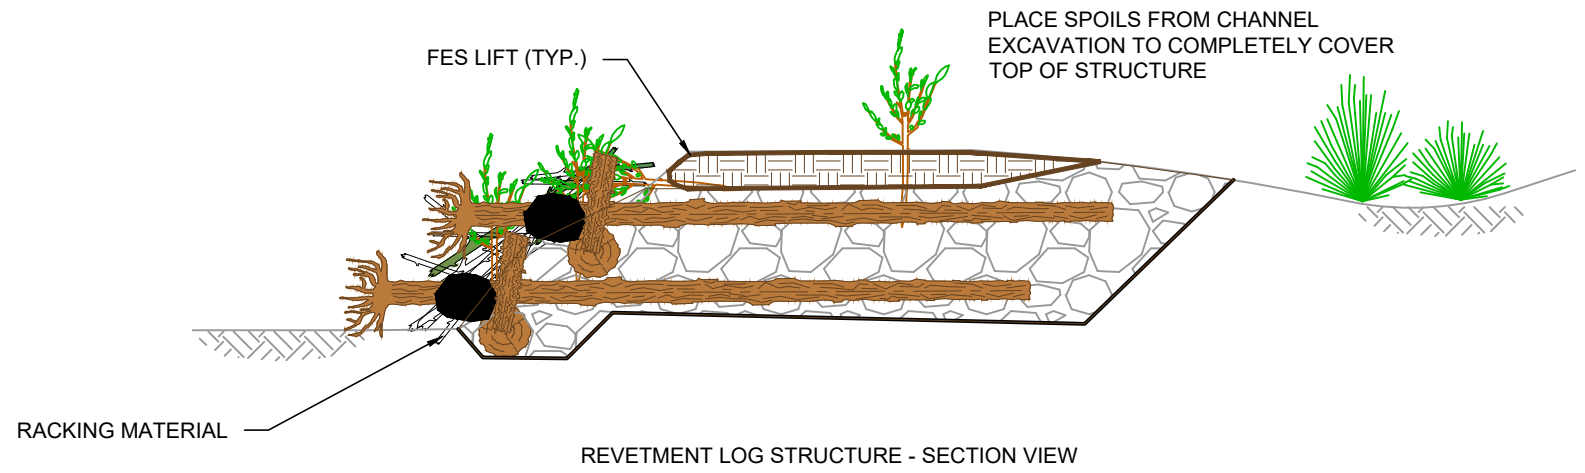 PLACE SPOILS FROM CHANNEL
EXCAVATION TO COMPLETELY COVER
TOP OF STRUCTURE
FES LIFT (TYP.)
RACKING MATERIAL
REVETMENT LOG STRUCTURE - SECTION VIEW